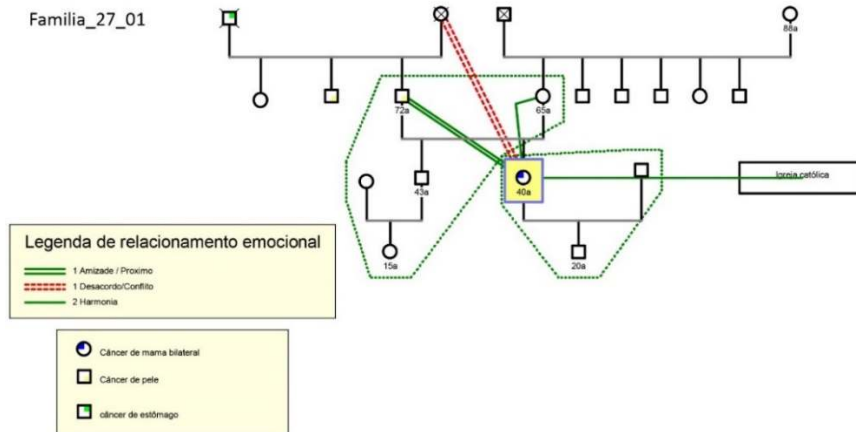 Familia_27_01
88a
72a
65a
43a
40a
Igreja católica
15a
20a
Legenda de relacionamento emocional
1 Amizade / Proximo
1 Desacordo/Conflito
2 Harmonia
Câncer de mama bilateral
Câncer de pele
câncer de estômago